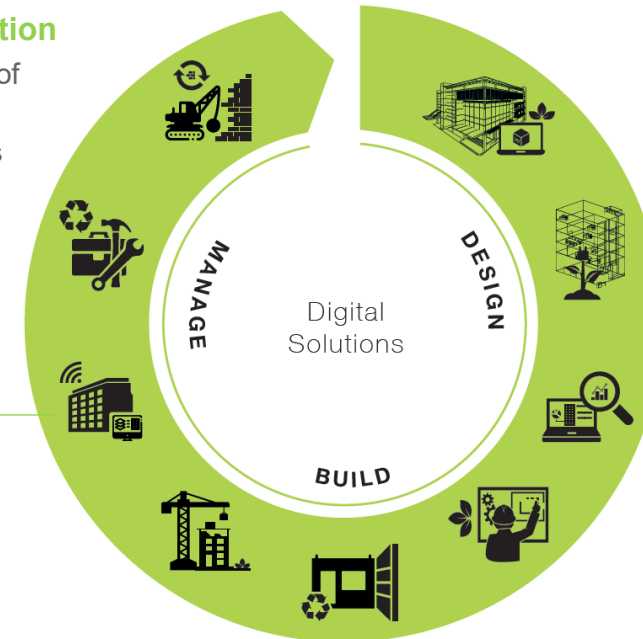 tion
of
s
DESIGN
MANAGE
Digital
Solutions
BUILD